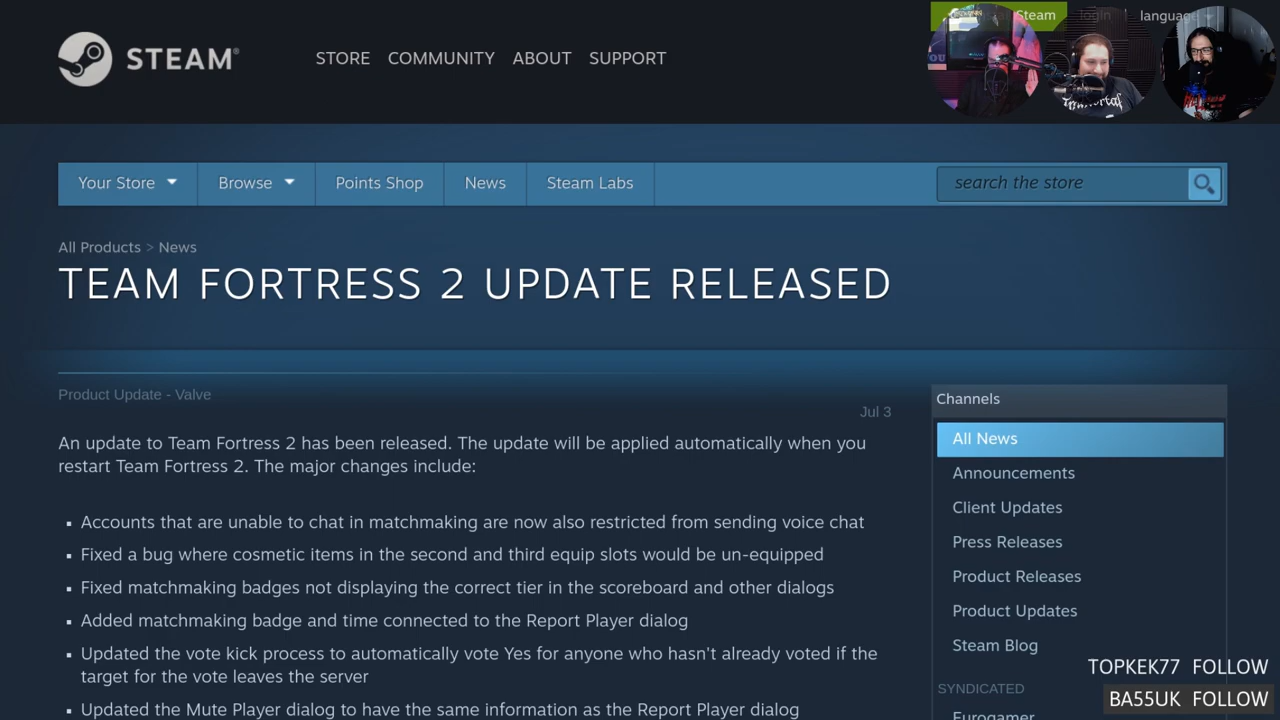 STEAM®
STORE COMMUNITY ABOUT SUPPORT
Steam login language
Your Store Browse Points Shop News Steam Labs
search the store
All Products > News
TEAM FORTRESS 2 UPDATE RELEASED
Product Update - Valve
Jul 3
An update to Team Fortress 2 has been released. The update will be applied automatically when you
restart Team Fortress 2. The major changes include:
▪ Accounts that are unable to chat in matchmaking are now also restricted from sending voice chat
▪ Fixed a bug where cosmetic items in the second and third equip slots would be un-equipped
▪ Fixed matchmaking badges not displaying the correct tier in the scoreboard and other dialogs
▪ Added matchmaking badge and time connected to the Report Player dialog
▪ Updated the vote kick process to automatically vote Yes for anyone who hasn't already voted if the
target for the vote leaves the server
▪ Updated the Mute Player dialog to have the same information as the Report Player dialog
Channels
All News
Announcements
Client Updates
Press Releases
Product Releases
Product Updates
Steam Blog
SYNDICATED
Eurogamer
TOPKEK77 FOLLOW
BA55UK FOLLOW